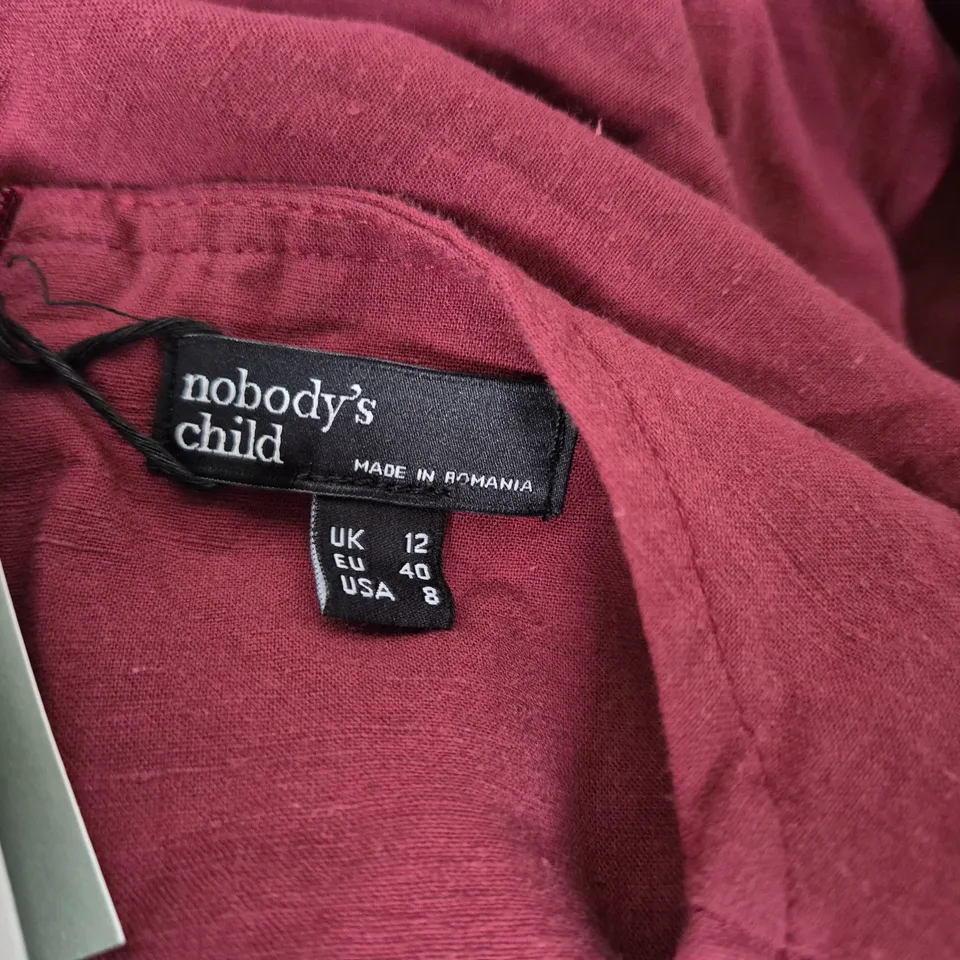 nobody's
child
MADE IN ROMANIA
UK 12
EU 40
USA 8